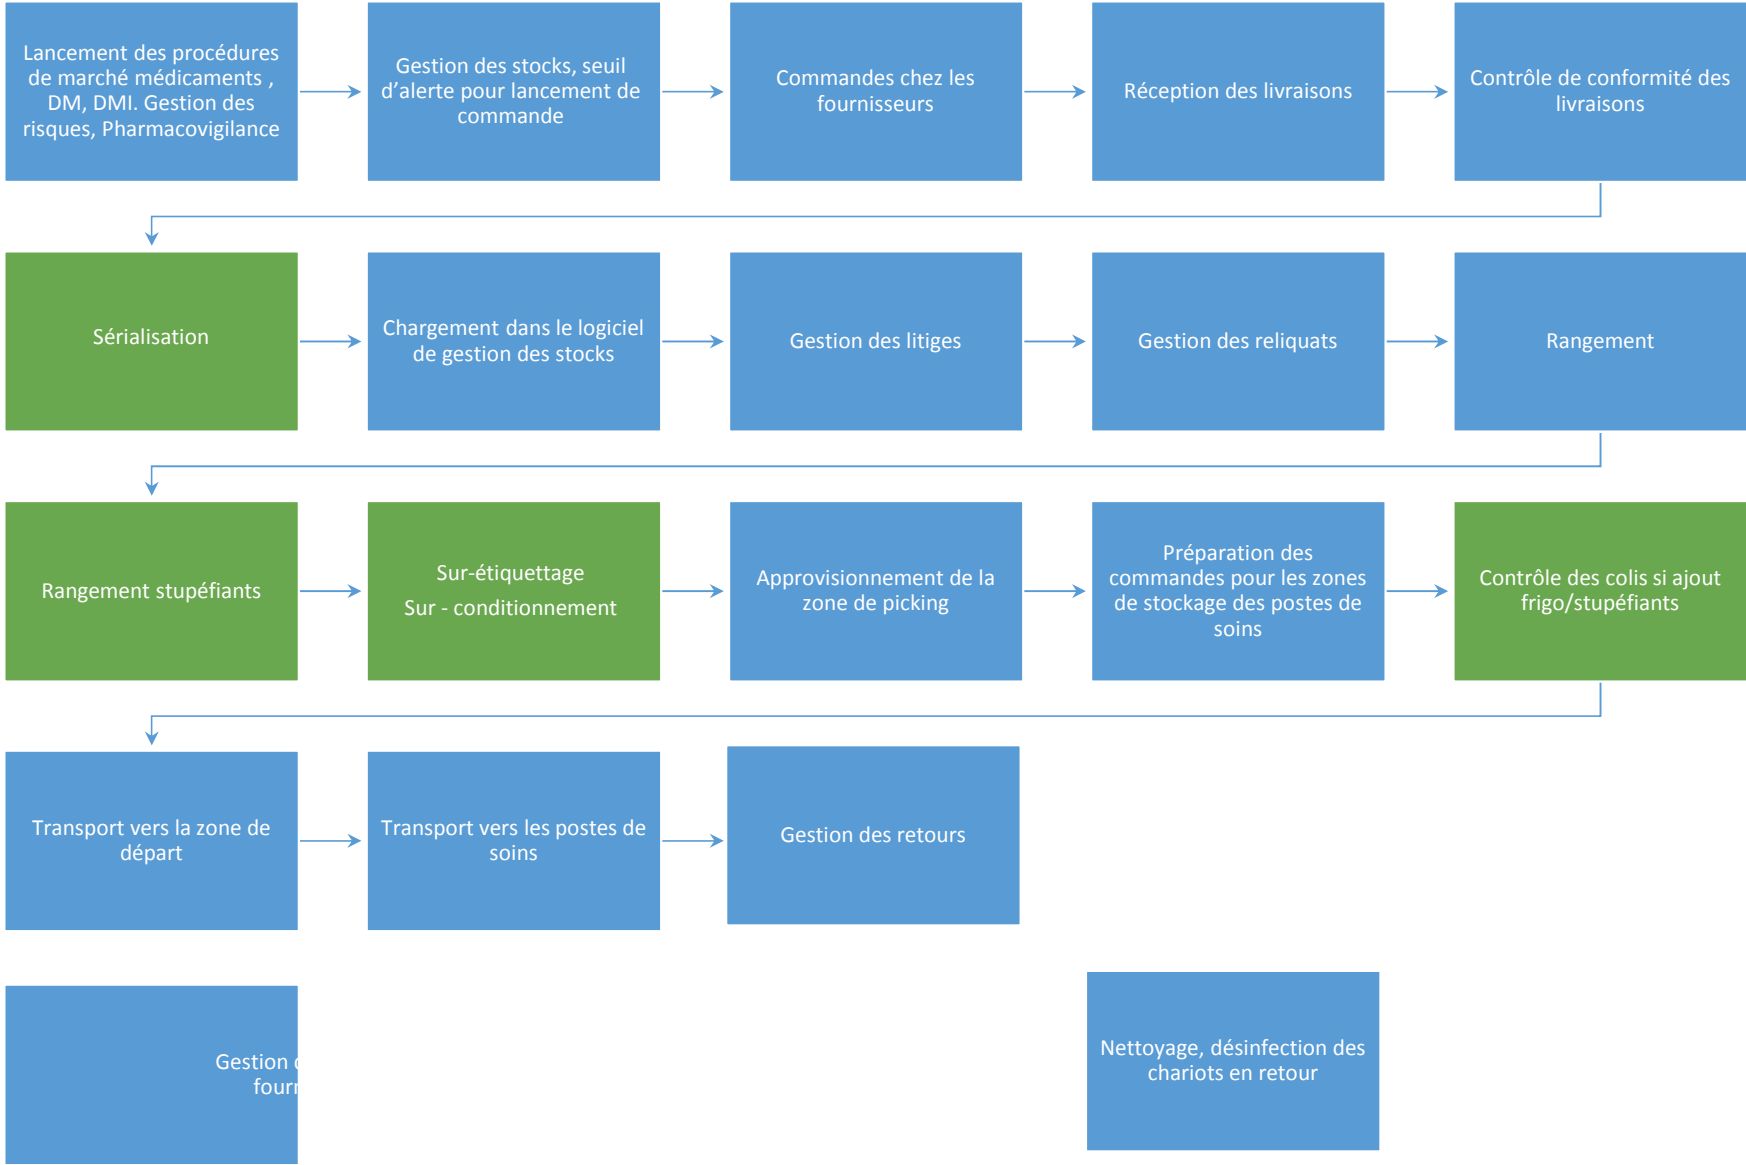 Lancement des procédures
de marché médicaments ,
DM, DMI. Gestion des
risques, Pharmacovigilance
Gestion des stocks, seuil
d’alerte pour lancement de
commande
Commandes chez les
fournisseurs
Réception des livraisons
Contrôle de conformité des
livraisons
Sérialisation
Chargement dans le logiciel
de gestion des stocks
Gestion des litiges
Gestion des reliquats
Rangement
Rangement stupéfiants
Sur-étiquettage
Sur - conditionnement
Approvisionnement de la
zone de picking
Préparation des
commandes pour les zones
de stockage des postes de
soins
Contrôle des colis si ajout
frigo/stupéfiants
Transport vers la zone de
départ
Transport vers les postes de
soins
Gestion des retours
Gestion
Nettoyage, désinfection des
chariots en retour